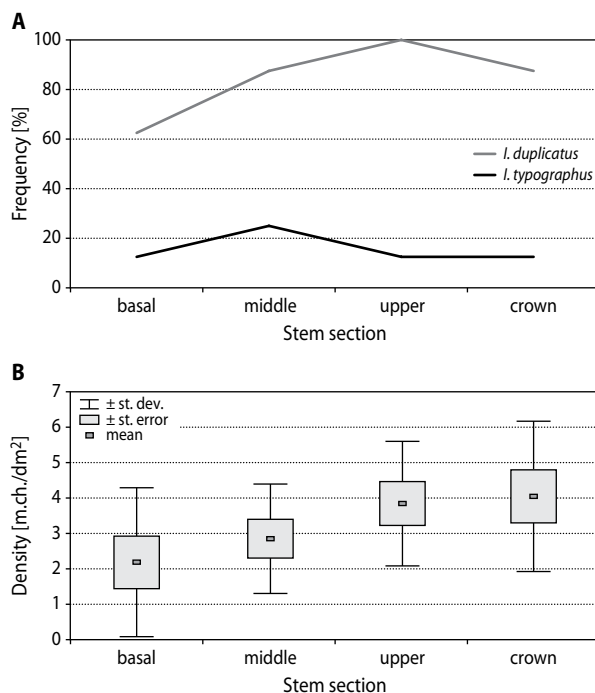 A
Frequency [%]
100
80
60
40
20
0
I. duplicatus
I. typographus
basal middle upper crown
Stem section
B
Density [m.ch./dm²]
7
6
5
4
3
2
1
0
± st. dev.
± st. error
mean
basal middle upper crown
Stem section